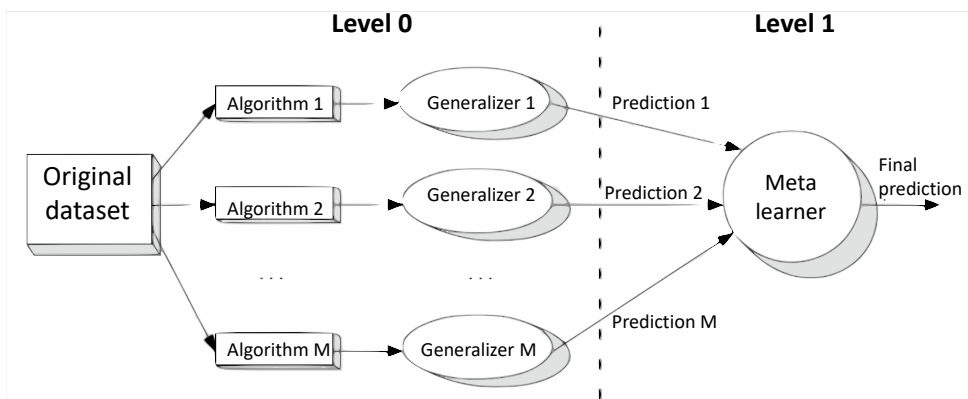 Level 0
Level 1
Algorithm 1
Generalizer 1
Prediction 1
Original
dataset
Algorithm 2
Generalizer 2
Prediction 2
Meta
learner
Final
prediction
...
...
Algorithm M
Generalizer M
Prediction M